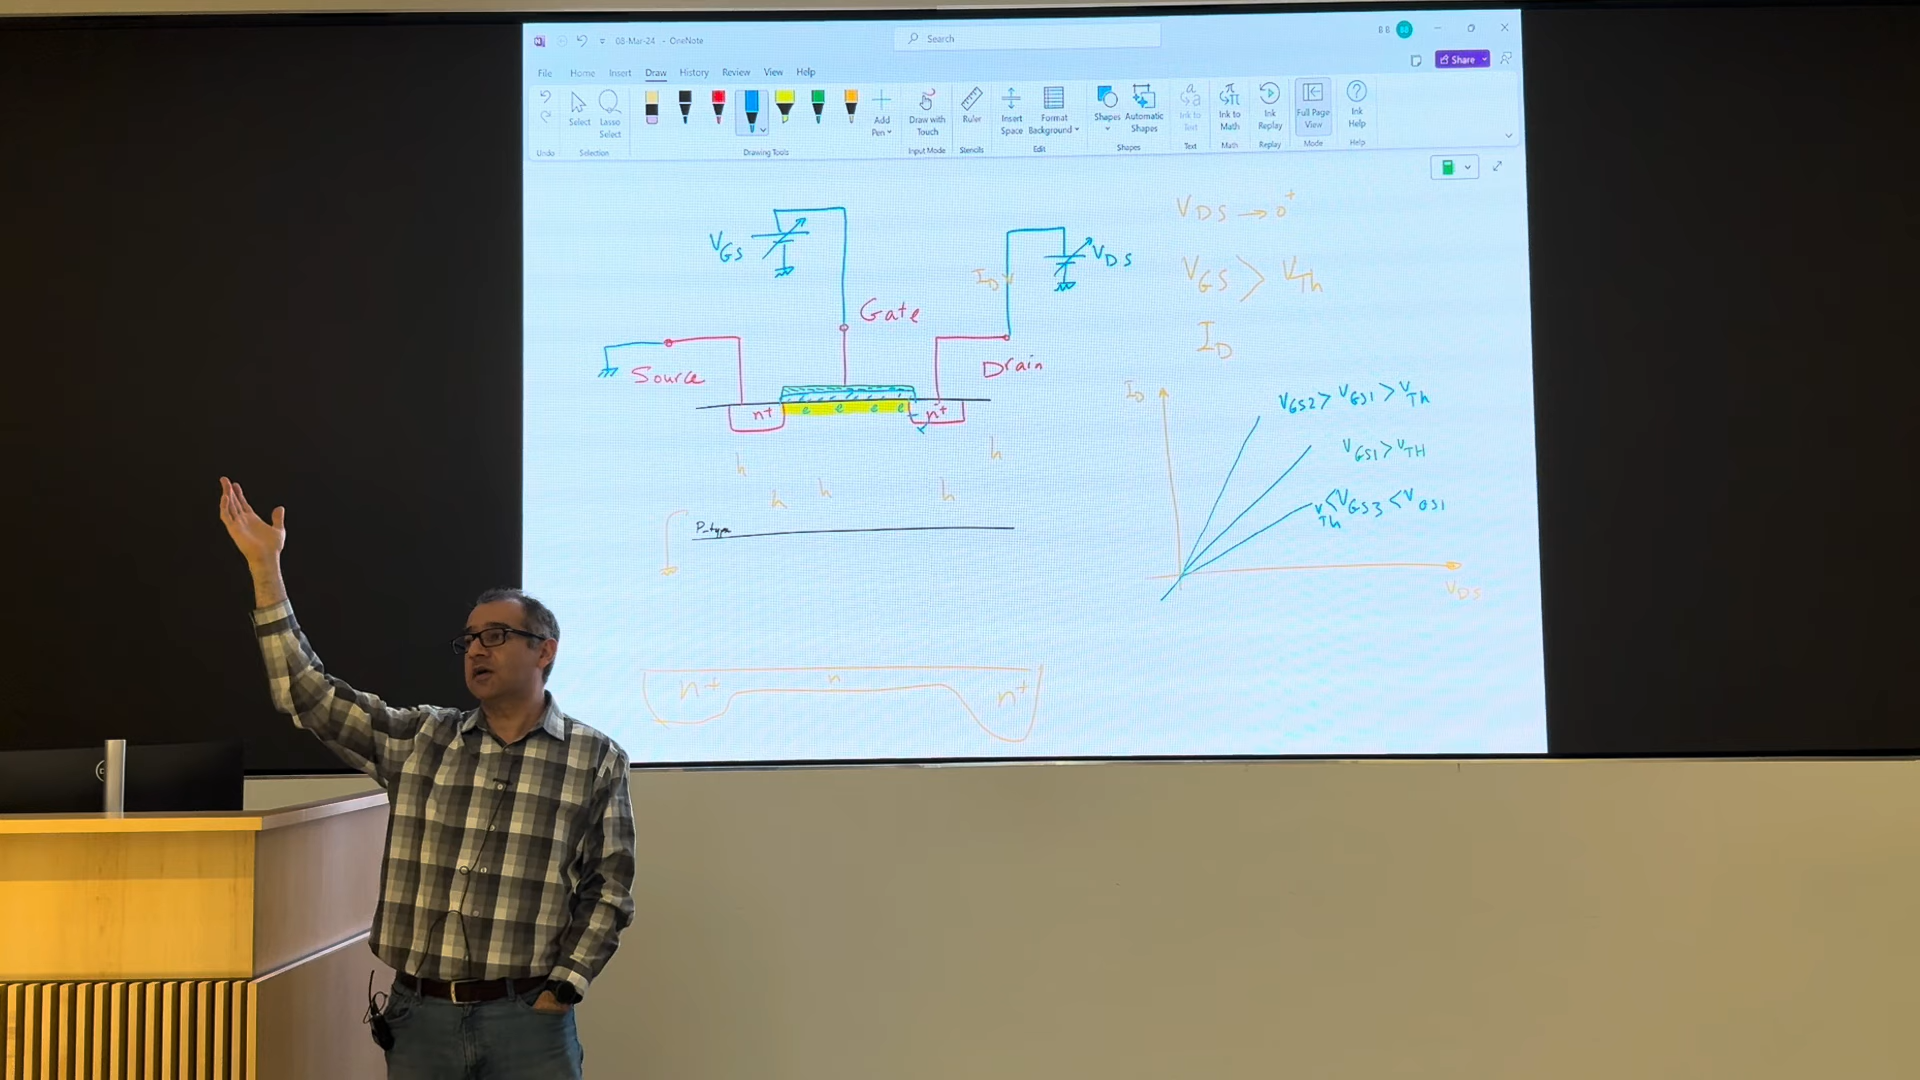 08-Mar-24 - OneNote
Search
B B
File Home Insert Draw History Review View Help
Share
Undo
Select
Lasso Select
Selection
Drawing Tools
Add Pen
Draw with Touch
Input Mode
Ruler
Stencils
Insert Space
Format Background
Edit
Shapes
Automatic Shapes
Shapes
Ink to Text
Text
Ink to Math
Math
Ink Replay
Replay
Full Page View
Mode
Ink Help
Help
VGS
VDS
ID
Gate
Source
Drain
n+ e e e e n+
h h h h h
P-type
n+ n n+
VDS → 0+
VGS > VTh
ID
ID
VGS2 > VGS1 > VTh
VGS1 > VTH
VTh < VGS3 < VGS1
VDS